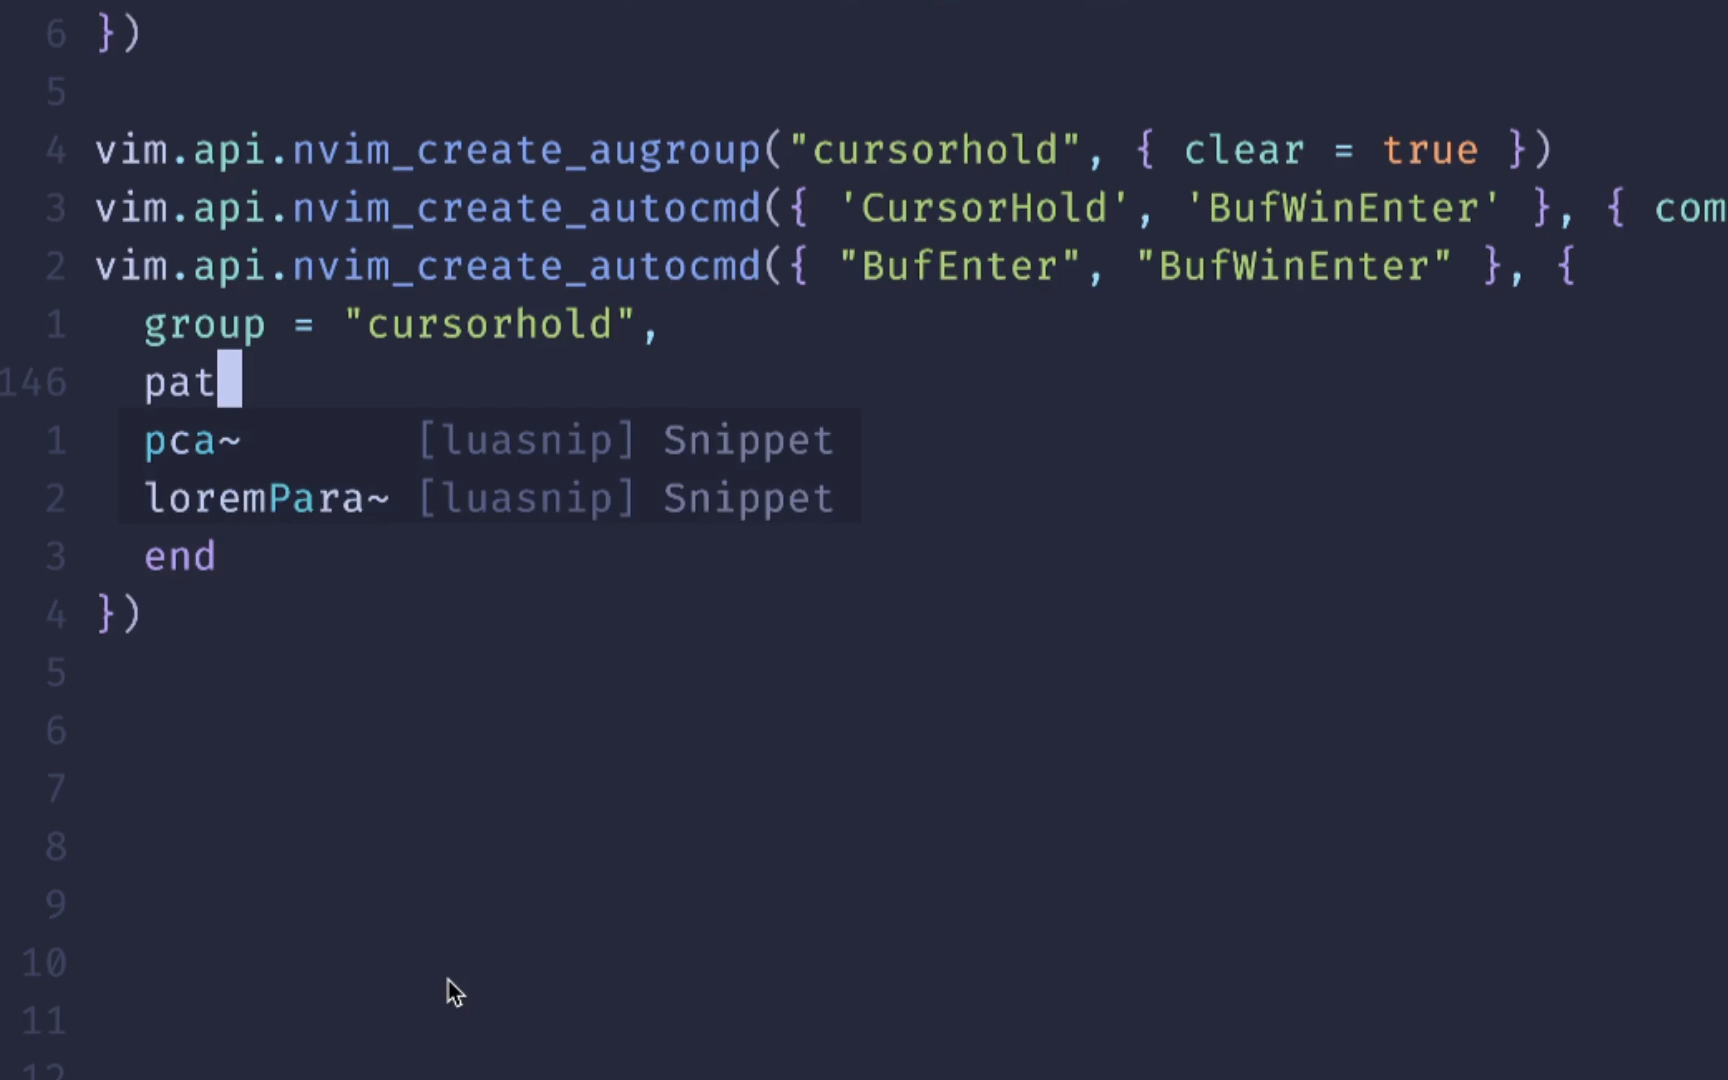 6 })
5
4 vim.api.nvim_create_augroup("cursorhold", { clear = true })
3 vim.api.nvim_create_autocmd({ 'CursorHold', 'BufWinEnter' }, { com
2 vim.api.nvim_create_autocmd({ "BufEnter", "BufWinEnter" }, {
1 group = "cursorhold",
146 pat
1 pca~ [luasnip] Snippet
2 loremPara~ [luasnip] Snippet
3 end
4 })
5
6
7
8
9
10
11
12